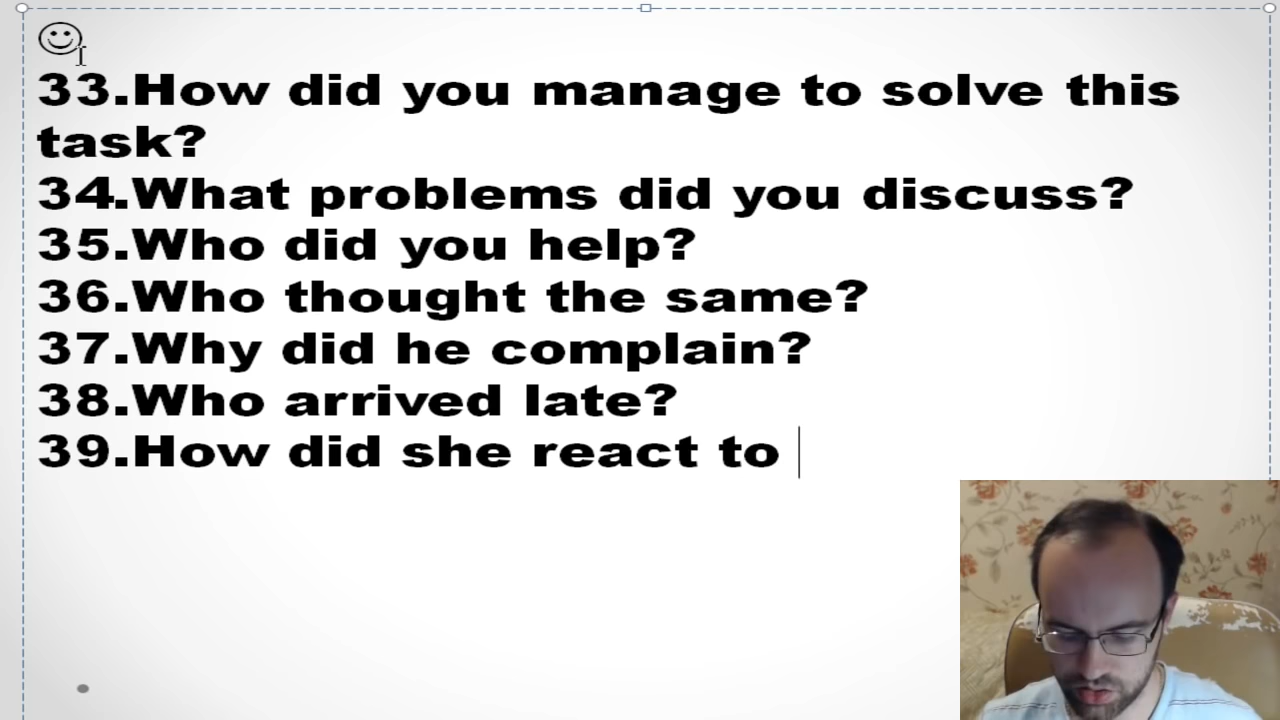 33.How did you manage to solve this
task?
34.What problems did you discuss?
35.Who did you help?
36.Who thought the same?
37.Why did he complain?
38.Who arrived late?
39.How did she react to